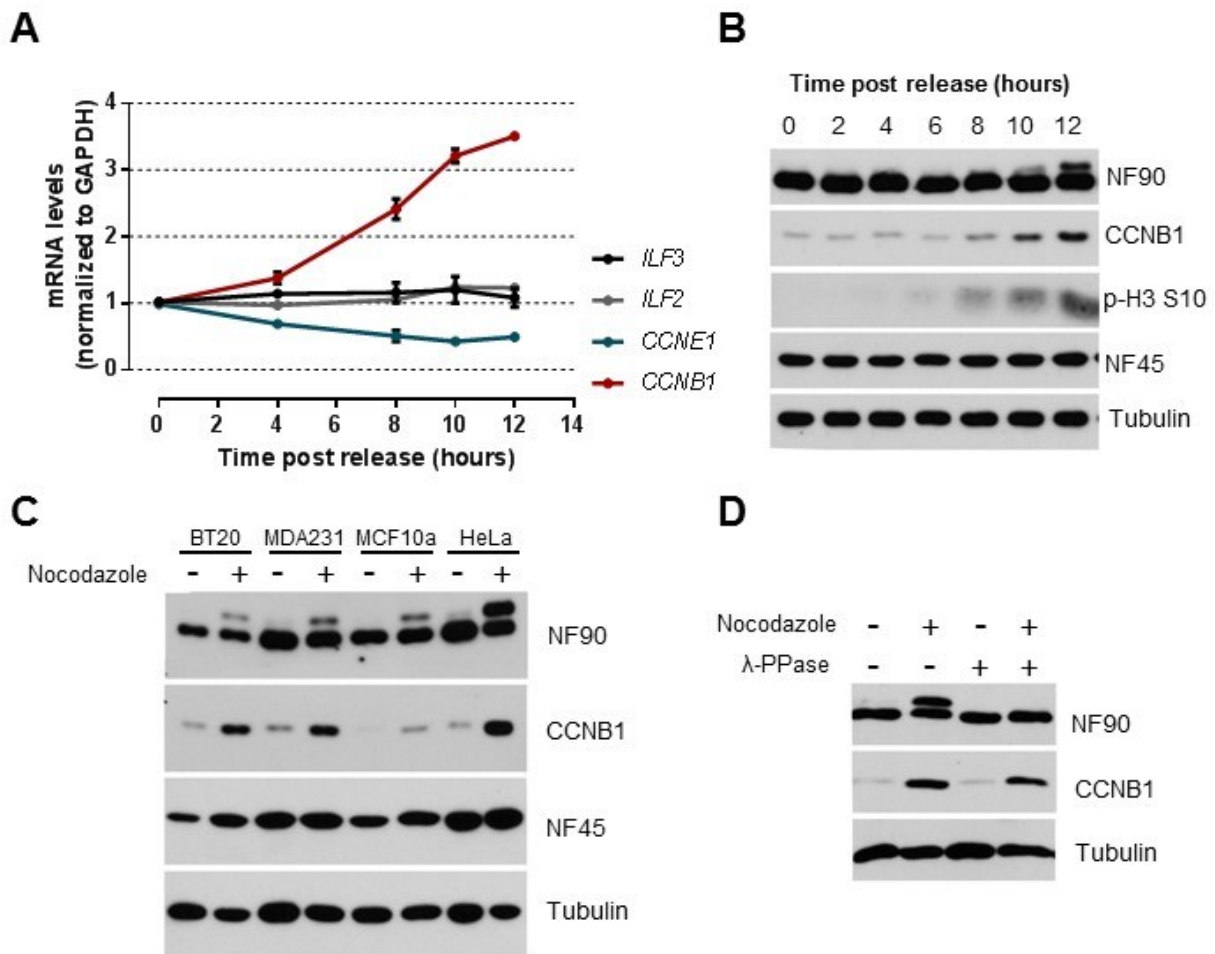 A
mRNA levels
(normalized to GAPDH)
4
3
2
1
0
0 2 4 6 8 10 12 14
Time post release (hours)
ILF3
ILF2
CCNE1
CCNB1
B
Time post release (hours)
0 2 4 6 8 10 12
NF90
CCNB1
p-H3 S10
NF45
Tubulin
C
BT20 MDA231 MCF10a HeLa
Nocodazole - + - + - + - +
NF90
CCNB1
NF45
Tubulin
D
Nocodazole - + - +
λ-PPase - - + +
NF90
CCNB1
Tubulin